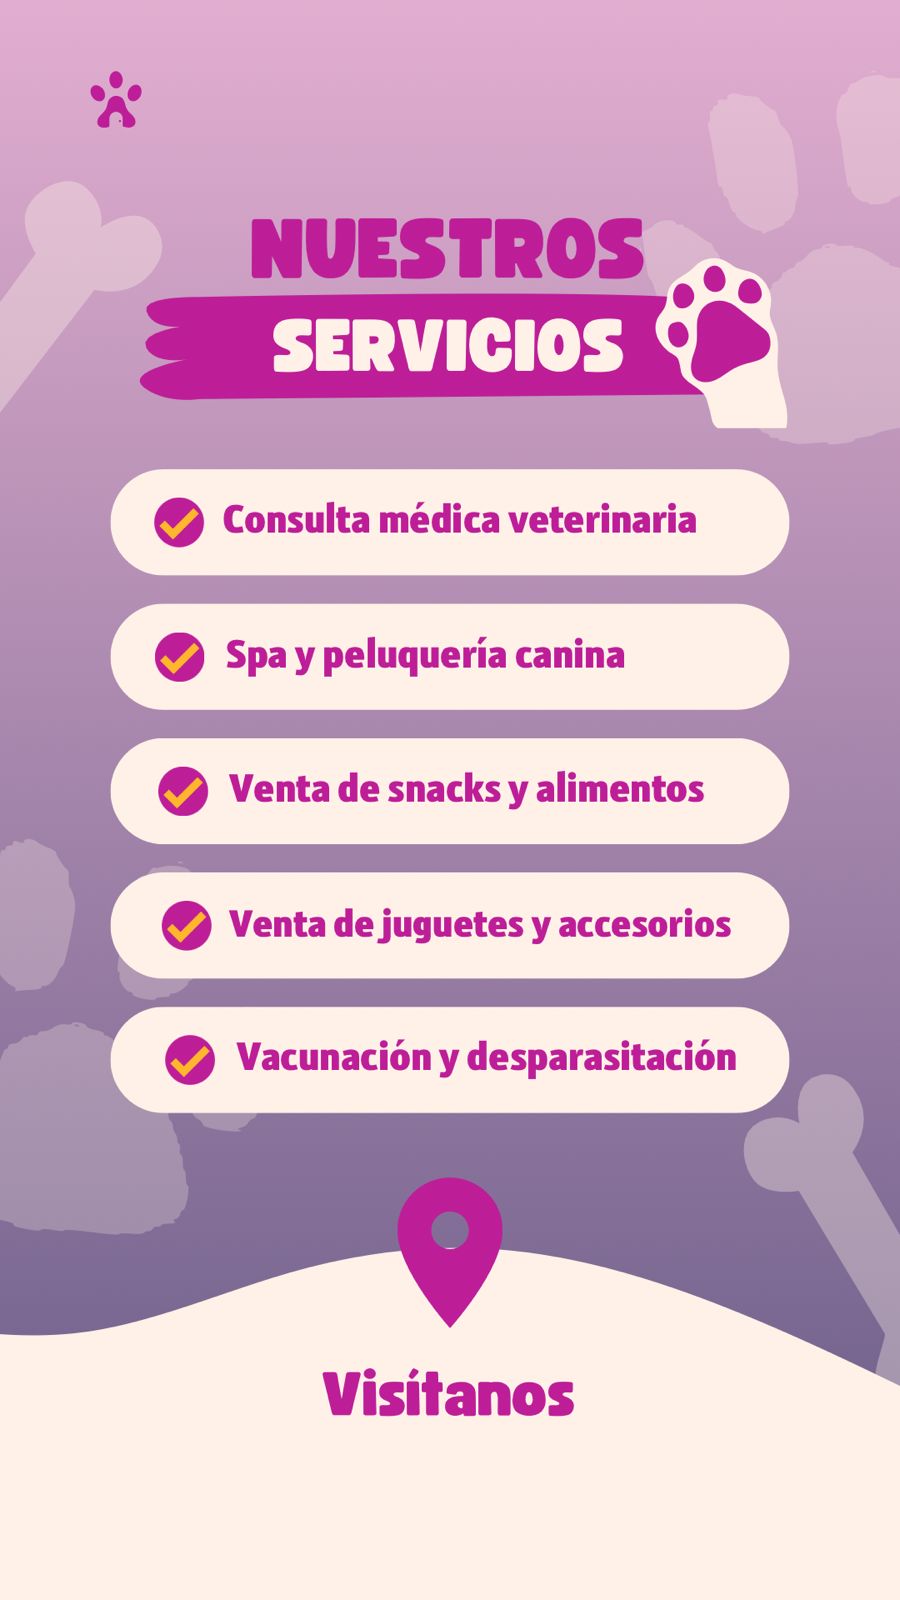 NUESTROS
SERVICIOS
Consulta médica veterinaria
Spa y peluquería canina
Venta de snacks y alimentos
Venta de juguetes y accesorios
Vacunación y desparasitación
Visítanos